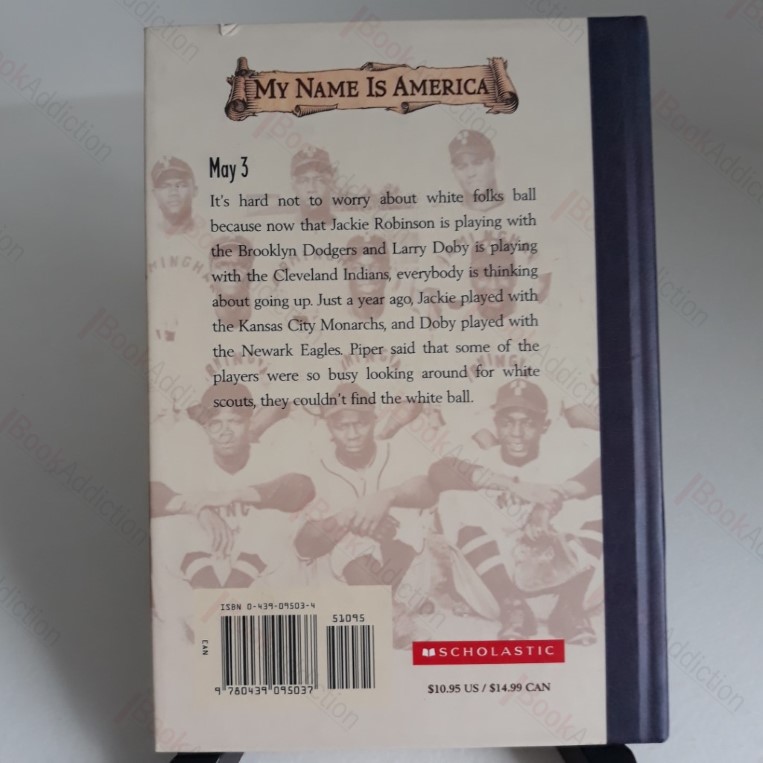 MY NAME IS AMERICA
May 3
It's hard not to worry about white folks ball
because now that Jackie Robinson is playing with
the Brooklyn Dodgers and Larry Doby is playing
with the Cleveland Indians, everybody is thinking
about going up. Just a year ago, Jackie played with
the Kansas City Monarchs, and Doby played with
the Newark Eagles. Piper said that some of the
players were so busy looking around for white
scouts, they couldn't find the white ball.
ISBN 0-439-09503-4
51095
EAN
9 780439 095037
SCHOLASTIC
$10.95 US / $14.99 CAN
BookAddiction